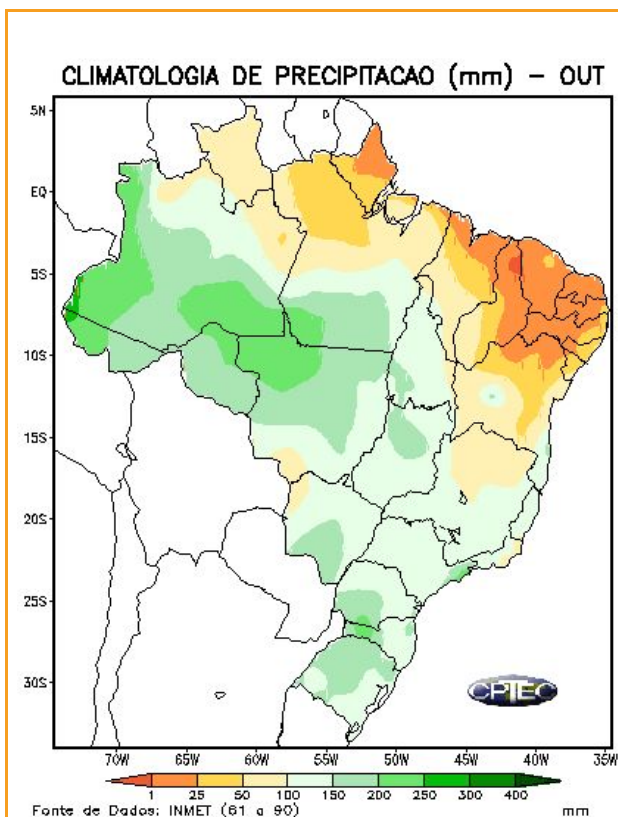 CLIMATOLOGIA DE PRECIPITACAO (mm) – OUT
5N
EQ
5S
10S
15S
20S
25S
30S
CPTEC
70W 65W 60W 55W 50W 45W 40W 35W
1 25 50 100 150 200 250 300 400
Fonte de Dados: INMET (61 a 90) mm